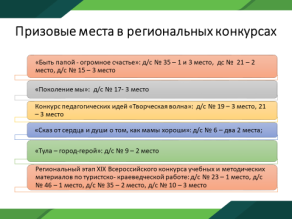 Призовые места в региональных конкурсах
«Быть папой - огромное счастье»: д/с № 35 – 1 и 3 место, дс № 21 – 2
место, д/с № 15 – 3 место
«Поколение мы»: д/с № 17- 3 место
Конкурс педагогических идей «Творческая волна»: д/с № 19 – 3 место, 21
– 3 место
«Сказ от сердца и души о том, как мамы хороши»: д/с № 6 – два места;
«Тула – город-герой»: д/с № 9 – 2 место
Региональный этап XIX Всероссийского конкурса учебных и методических
материалов по туристско- краеведческой работе: д/с № 23 – 1 место, д/с
№ 46 – 1 место, д/с № 35 – 2 место, д/с № 10 – 3 место